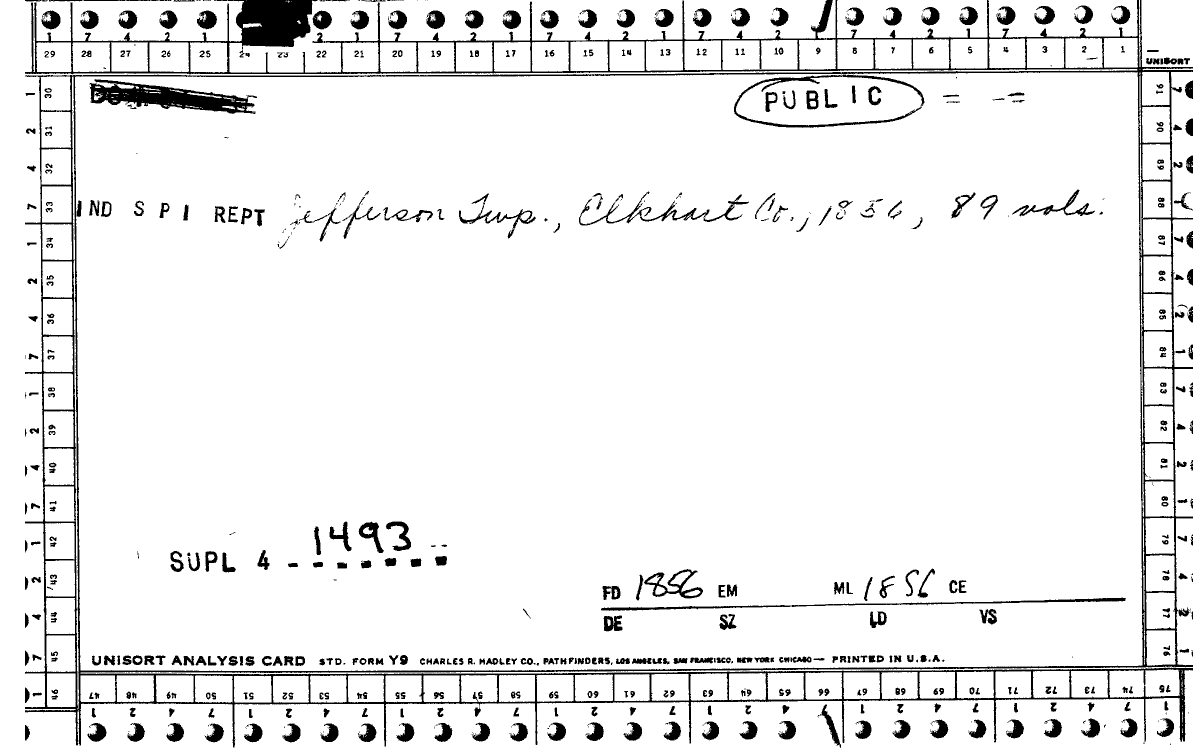 7 4 2 1 2 1 7 4 2 1 7 4 2 1 7 4 2 1 7 4 2 1 7 4 2 1
29 28 27 26 25 24 23 22 21 20 19 18 17 16 15 14 13 12 11 10 9 8 7 6 5 4 3 2 1
UNISORT
PUBLIC
IND S P I REPT Jefferson Twp., Elkhart Co., 1856, 89 vols.
SUPL 4 1493
FD 1856 EM ML 1856 CE
DE SZ LD VS
UNISORT ANALYSIS CARD STD. FORM Y9 CHARLES R. HADLEY CO., PATHFINDERS, LOS ANGELES, SAN FRANCISCO, NEW YORK CHICAGO — PRINTED IN U.S.A.
30 31 32 33 34 35 36 37 38 39 40 41 42 43 44 45 46
91 90 89 88 87 86 85 84 83 82 81 80 79 78 77 76
47 48 49 50 51 52 53 54 55 56 57 58 59 60 61 62 63 64 65 66 67 68 69 70 71 72 73 74 75
1 2 4 7 1 2 4 7 1 2 4 7 1 2 4 7 1 2 4 7 1 2 4 7 1 2 4 7 1